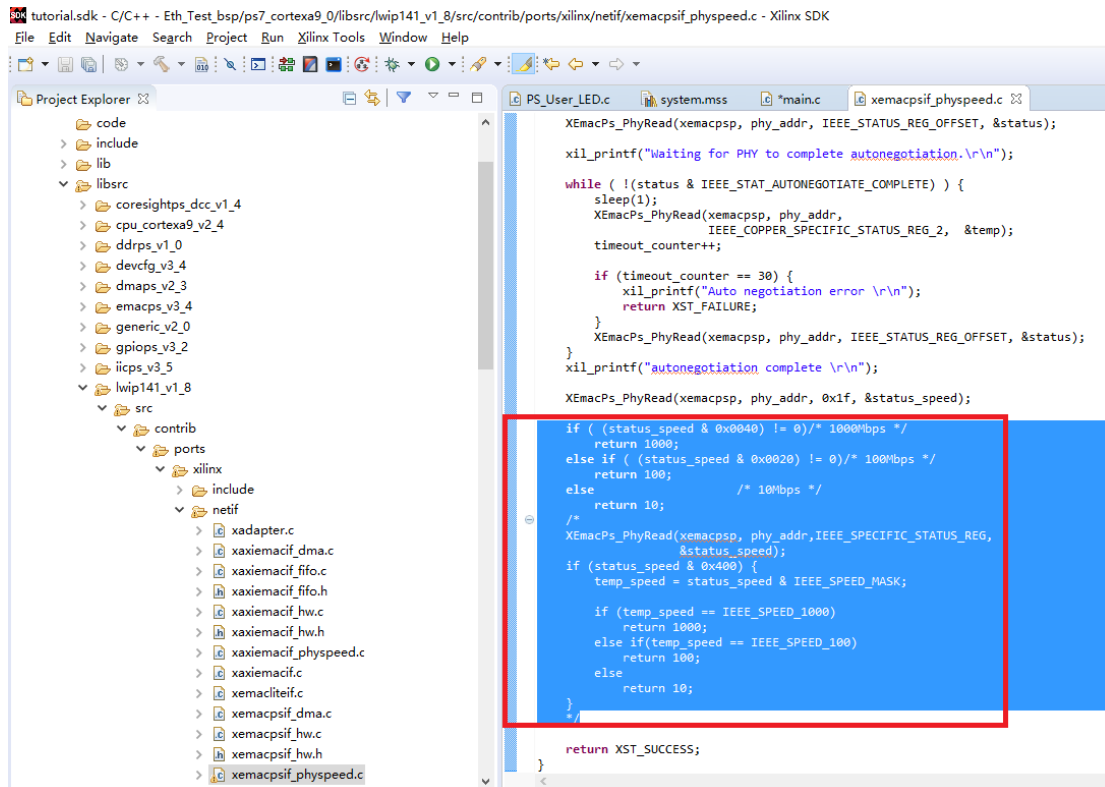 tutorial.sdk - C/C++ - Eth_Test_bsp/ps7_cortexa9_0/libsrc/lwip141_v1_8/src/contrib/ports/xilinx/netif/xemacpsif_physpeed.c - Xilinx SDK
File Edit Navigate Search Project Run Xilinx Tools Window Help
Project Explorer
code
include
lib
libsrc
coresightps_dcc_v1_4
cpu_cortexa9_v2_4
ddrps_v1_0
devcfg_v3_4
dmaps_v2_3
emacps_v3_4
generic_v2_0
gpiops_v3_2
iicps_v3_5
lwip141_v1_8
src
contrib
ports
xilinx
include
netif
xadapter.c
xaxiemacif_dma.c
xaxiemacif_fifo.c
xaxiemacif_fifo.h
xaxiemacif_hw.c
xaxiemacif_hw.h
xaxiemacif_physpeed.c
xaxiemacif.c
xemacliteif.c
xemacpsif_dma.c
xemacpsif_hw.c
xemacpsif_hw.h
xemacpsif_physpeed.c
PS_User_LED.c system.mss *main.c xemacpsif_physpeed.c
XEmacPs_PhyRead(xemacpsp, phy_addr, IEEE_STATUS_REG_OFFSET, &status);
xil_printf("Waiting for PHY to complete autonegotiation.\r\n");
while ( !(status & IEEE_STAT_AUTONEGOTIATE_COMPLETE) ) {
sleep(1);
XEmacPs_PhyRead(xemacpsp, phy_addr,
IEEE_COPPER_SPECIFIC_STATUS_REG_2, &temp);
timeout_counter++;
if (timeout_counter == 30) {
xil_printf("Auto negotiation error \r\n");
return XST_FAILURE;
}
XEmacPs_PhyRead(xemacpsp, phy_addr, IEEE_STATUS_REG_OFFSET, &status);
}
xil_printf("autonegotiation complete \r\n");
XEmacPs_PhyRead(xemacpsp, phy_addr, 0x1f, &status_speed);
if ( (status_speed & 0x0040) != 0)/* 1000Mbps */
return 1000;
else if ( (status_speed & 0x0020) != 0)/* 100Mbps */
return 100;
else /* 10Mbps */
return 10;
/*
XEmacPs_PhyRead(xemacpsp, phy_addr,IEEE_SPECIFIC_STATUS_REG,
&status_speed);
if (status_speed & 0x400) {
temp_speed = status_speed & IEEE_SPEED_MASK;
if (temp_speed == IEEE_SPEED_1000)
return 1000;
else if(temp_speed == IEEE_SPEED_100)
return 100;
else
return 10;
}
*/
return XST_SUCCESS;
}